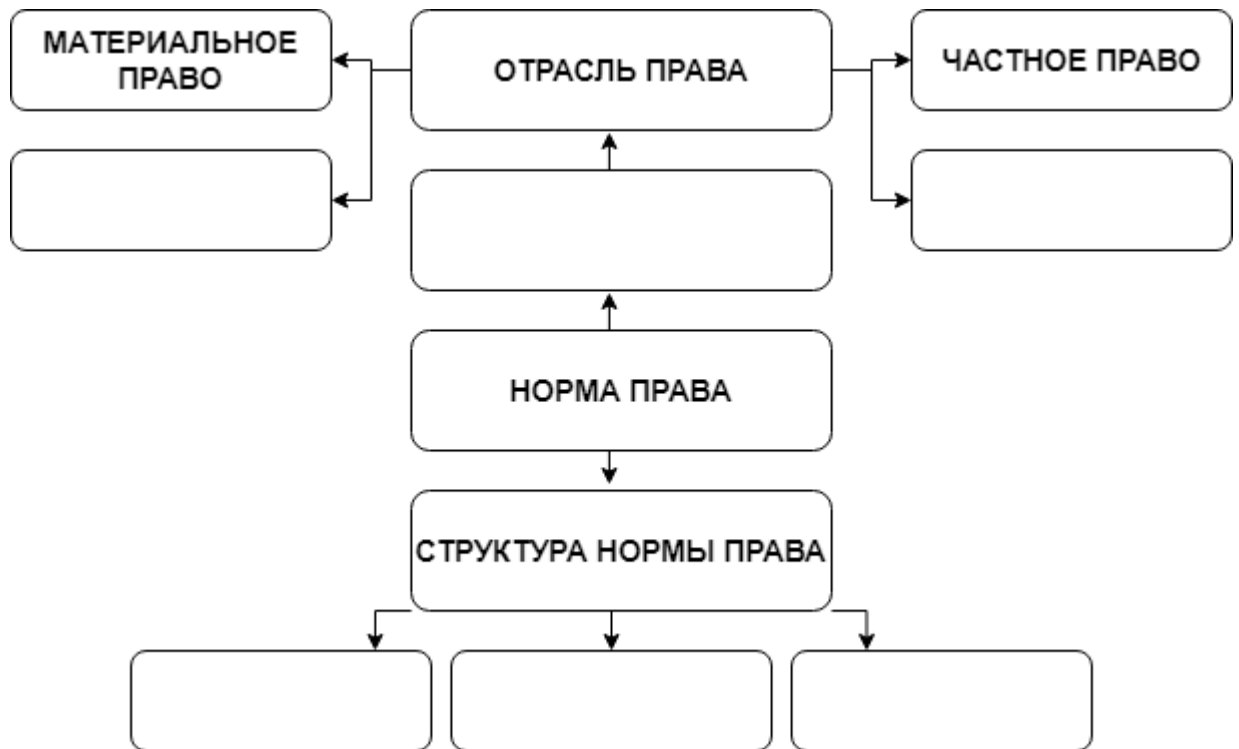 МАТЕРИАЛЬНОЕ
ПРАВО
ОТРАСЛЬ ПРАВА
ЧАСТНОЕ ПРАВО
НОРМА ПРАВА
СТРУКТУРА НОРМЫ ПРАВА